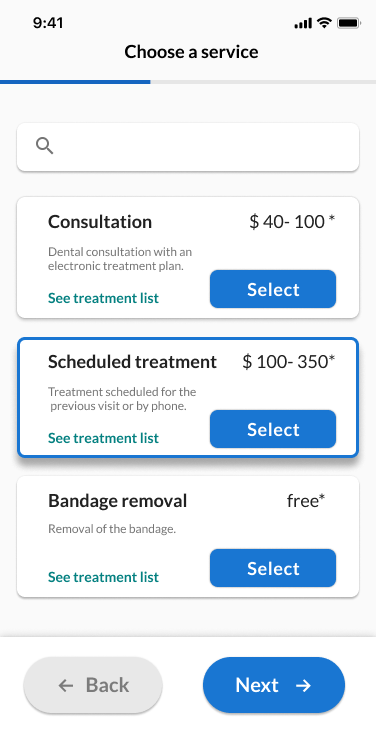 9:41
Choose a service
Consultation $ 40- 100 *
Dental consultation with an
electronic treatment plan.
See treatment list Select
Scheduled treatment $ 100- 350*
Treatment scheduled for the
previous visit or by phone.
See treatment list Select
Bandage removal free*
Removal of the bandage.
See treatment list Select
← Back Next →